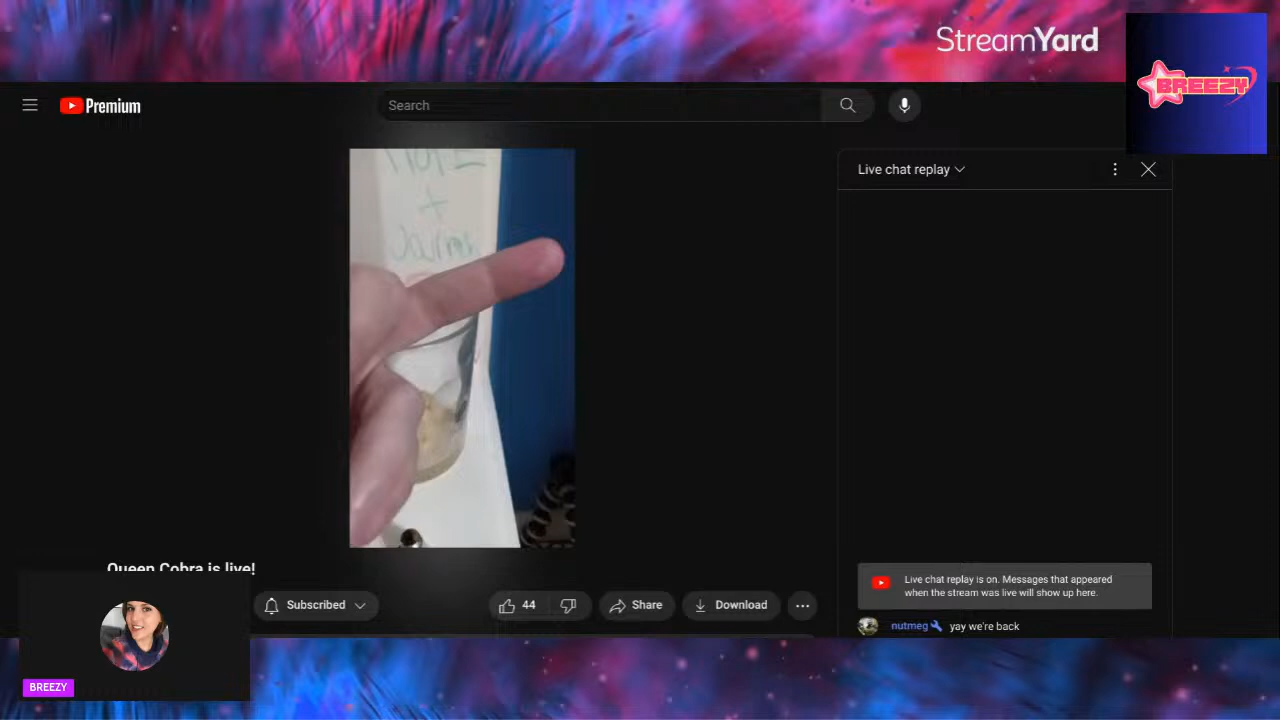 StreamYard
BREEZY
Premium
Search
Live chat replay
+
Queen Cobra is live!
Subscribed
44
Share
Download
Live chat replay is on. Messages that appeared
when the stream was live will show up here.
nutmeg yay we're back
BREEZY